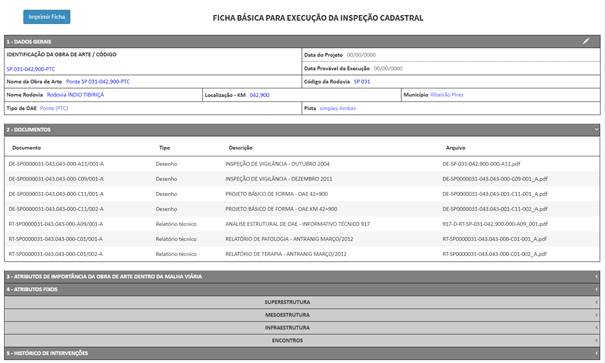 Imprimir Ficha
FICHA BÁSICA PARA EXECUÇÃO DA INSPEÇÃO CADASTRAL
1 - DADOS GERAIS
IDENTIFICAÇÃO DA OBRA DE ARTE / CÓDIGO
Data do Projeto 00/00/0000
SP 031-042,900-PTC
Data Provável da Execução 00/00/0000
Nome da Obra de Arte Ponte SP 031-042,900-PTC Código da Rodovia SP 031
Nome Rodovia Rodovia ÍNDIO TIBIRIÇÁ Localização - KM 042,900 Município Ribeirão Pires
Tipo de OAE Ponte (PTC) Pista simples Ambas
2 - DOCUMENTOS
Documento Tipo Descrição Arquivo
DE-SP0000031-043.043-000-A11/001-A Desenho INSPEÇÃO DE VIGILÂNCIA - OUTUBRO 2004 DE-SP-031-042.900-000-A11.pdf
DE-SP0000031-043.043-000-C09/001-A Desenho INSPEÇÃO DE VIGILÂNCIA - DEZEMBRO 2011 DE-SP0000031-043.043-000-C09-001_A.pdf
DE-SP0000031-043.043-000-C11/001-A Desenho PROJETO BÁSICO DE FORMA - OAE 42+900 DE-SP0000031-043.043-001-C11-001_A.pdf
DE-SP0000031-043.043-000-C11/002-A Desenho PROJETO BÁSICO DE FORMA - OAE KM 42+900 DE-SP0000031-043.043-001-C11-002_A.pdf
RT-SP0000031-043.043-000-A09/001-A Relatório técnico ANÁLISE ESTRUTURAL DE OAE - INFORMATIVO TÉCNICO 917 917-D-RT-SP-031-042,900-000-A09_001.pdf
RT-SP0000031-043.043-000-C01/001-A Relatório técnico RELATÓRIO DE PATOLOGIA - ANTRANIG MARÇO/2012 RT-SP0000031-043.043-000-C01-001_A.pdf
RT-SP0000031-043.043-000-C01/002-A Relatório técnico RELATÓRIO DE TERAPIA - ANTRANIG MARÇO/2012 RT-SP0000031-043.043-000-C01-002_A.pdf
3 - ATRIBUTOS DE IMPORTÂNCIA DA OBRA DE ARTE DENTRO DA MALHA VIÁRIA
4 - ATRIBUTOS FIXOS
SUPERESTRUTURA
MESOESTRUTURA
INFRAESTRUTURA
ENCONTROS
5 - HISTÓRICO DE INTERVENÇÕES